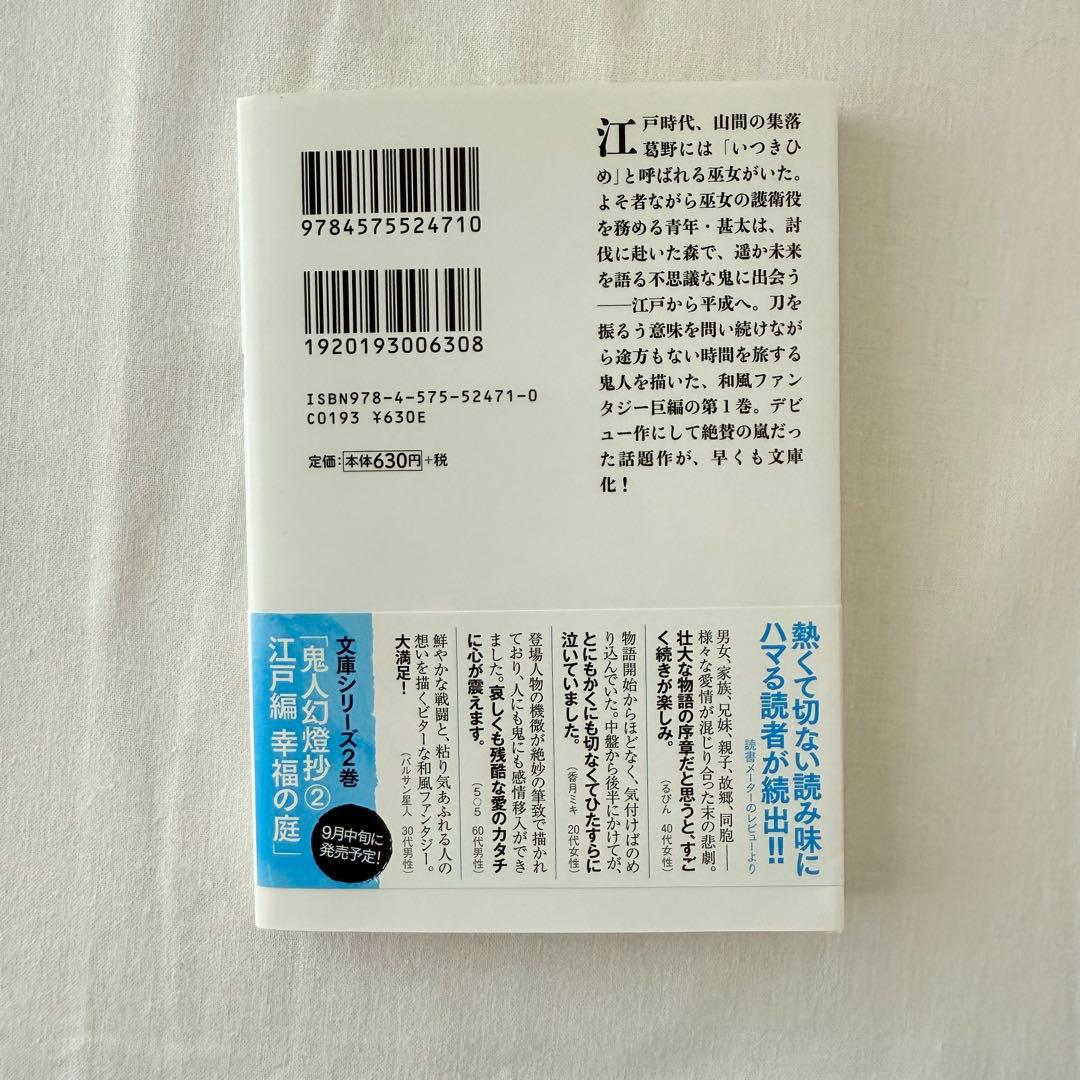 江戸時代、山間の集落
葛野には「いつきひ
め」と呼ばれる巫女がいた。
よそ者ながら巫女の護衛役
を務める青年・甚太は、討
伐に赴いた森で、遥か未来
を語る不思議な鬼に出会う
──江戸から平成へ。刀を
振るう意味を問い続けなが
ら途方もない時間を旅する
鬼人を描いた、和風ファン
タジー巨編の第1巻。デビ
ュー作にして絶賛の嵐だっ
た話題作が、早くも文庫
化！
9784575524710
1920193006308
ISBN978-4-575-52471-0
C0193 ¥630E
定価：本体630円+税
熱くて切ない読み味に
ハマる読者が続出!!
読書メーターのレビューより
男女、家族、兄妹、親子、故郷、同胞──
様々な愛情が混じり合った末の悲劇。
壮大な物語の序章だと思うと、すご
く続きが楽しみ。
（るぴん 40代女性）
物語開始からほどなく、気付けばのめ
り込んでいた。中盤から後半にかけてが、
とにもかくにも切なくてひたすらに
泣いていました。
（香月ミキ 20代女性）
登場人物の機微が絶妙の筆致で描かれ
ており、人にも鬼にも感情移入ができ
ました。哀しくも残酷な愛のカタチ
に心が震えます。
（5○5 60代男性）
鮮やかな戦闘と、粘り気あふれる人の
想いを描くビターな和風ファンタジー。
大満足！
（バルサン星人 30代男性）
文庫シリーズ2巻
「鬼人幻燈抄②
江戸編 幸福の庭」
9月中旬に
発売予定！